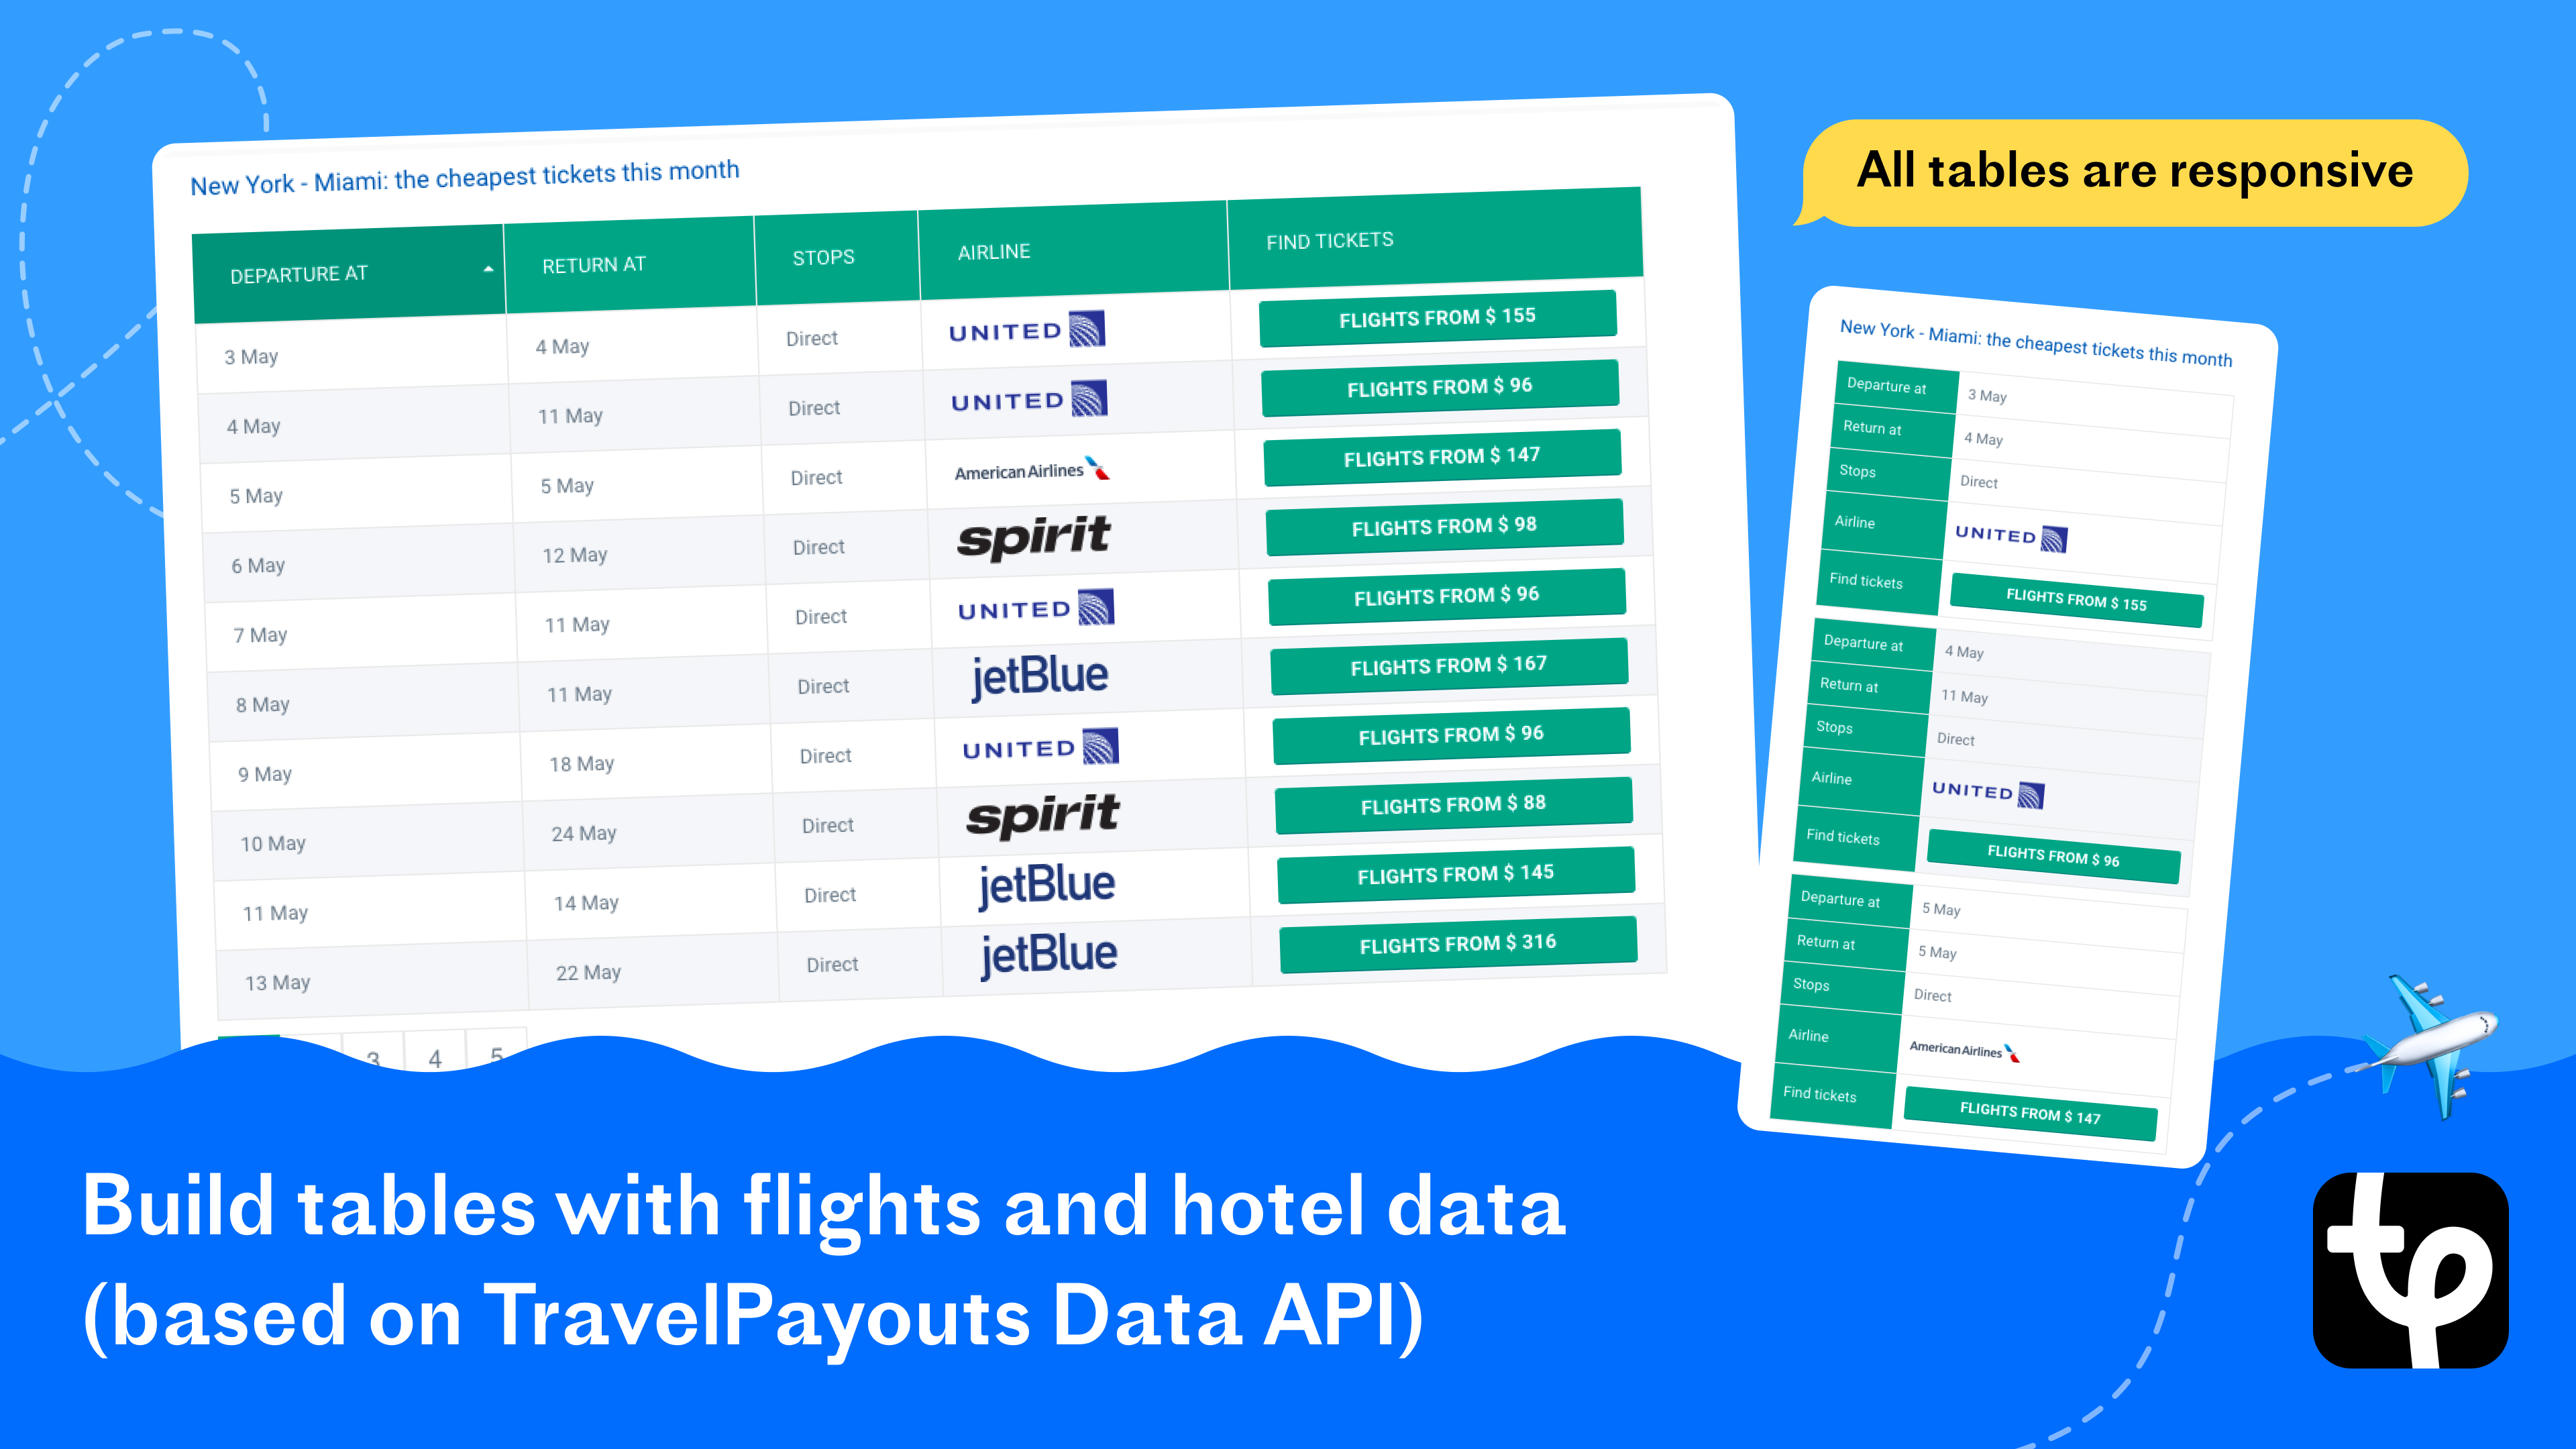 New York - Miami: the cheapest tickets this month
DEPARTURE AT RETURN AT STOPS AIRLINE FIND TICKETS
3 May 4 May Direct UNITED FLIGHTS FROM $ 155
4 May 11 May Direct UNITED FLIGHTS FROM $ 96
5 May 5 May Direct American Airlines FLIGHTS FROM $ 147
6 May 12 May Direct spirit FLIGHTS FROM $ 98
7 May 11 May Direct UNITED FLIGHTS FROM $ 96
8 May 11 May Direct jetBlue FLIGHTS FROM $ 167
9 May 18 May Direct UNITED FLIGHTS FROM $ 96
10 May 24 May Direct spirit FLIGHTS FROM $ 88
11 May 14 May Direct jetBlue FLIGHTS FROM $ 145
13 May 22 May Direct jetBlue FLIGHTS FROM $ 316
3 4 5
All tables are responsive
New York - Miami: the cheapest tickets this month
Departure at 3 May
Return at 4 May
Stops Direct
Airline UNITED
Find tickets FLIGHTS FROM $ 155
Departure at 4 May
Return at 11 May
Stops Direct
Airline UNITED
Find tickets FLIGHTS FROM $ 96
Departure at 5 May
Return at 5 May
Stops Direct
Airline American Airlines
Find tickets FLIGHTS FROM $ 147
Build tables with flights and hotel data
(based on TravelPayouts Data API)
tp